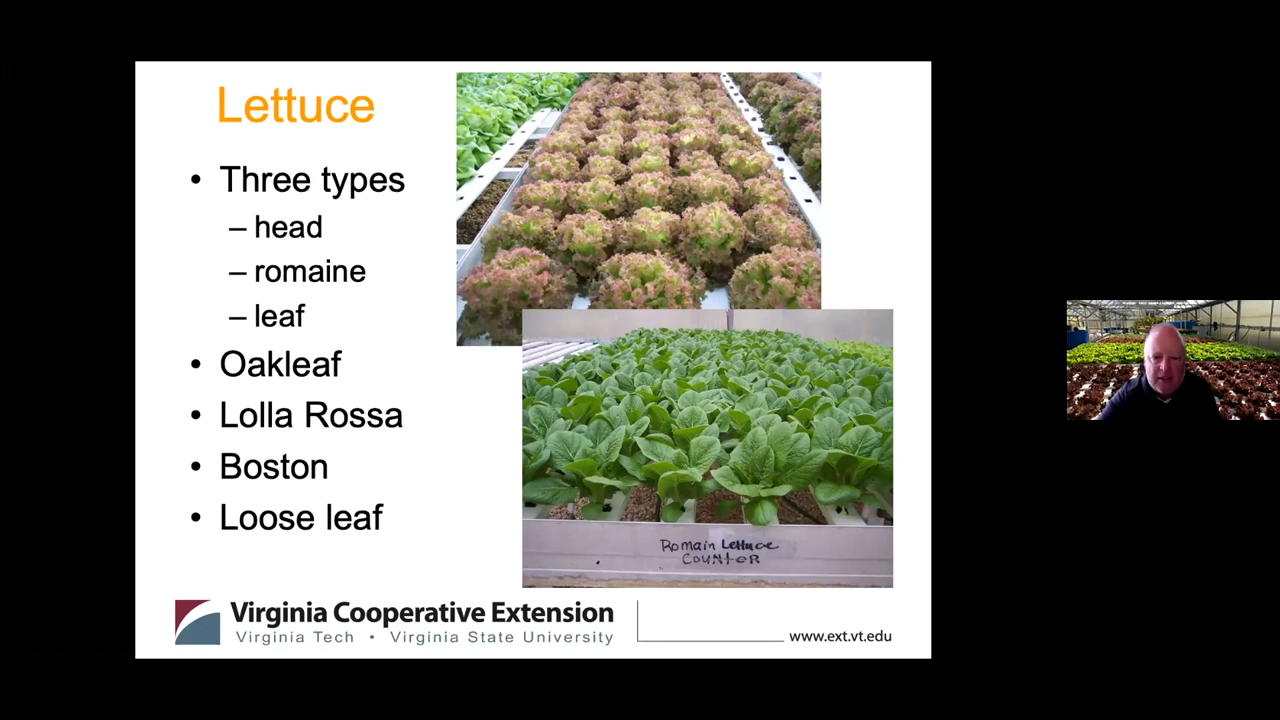 Lettuce
• Three types
– head
– romaine
– leaf
• Oakleaf
• Lolla Rossa
• Boston
• Loose leaf
Romain Lettuce
COUNTER
Virginia Cooperative Extension
Virginia Tech • Virginia State University
www.ext.vt.edu